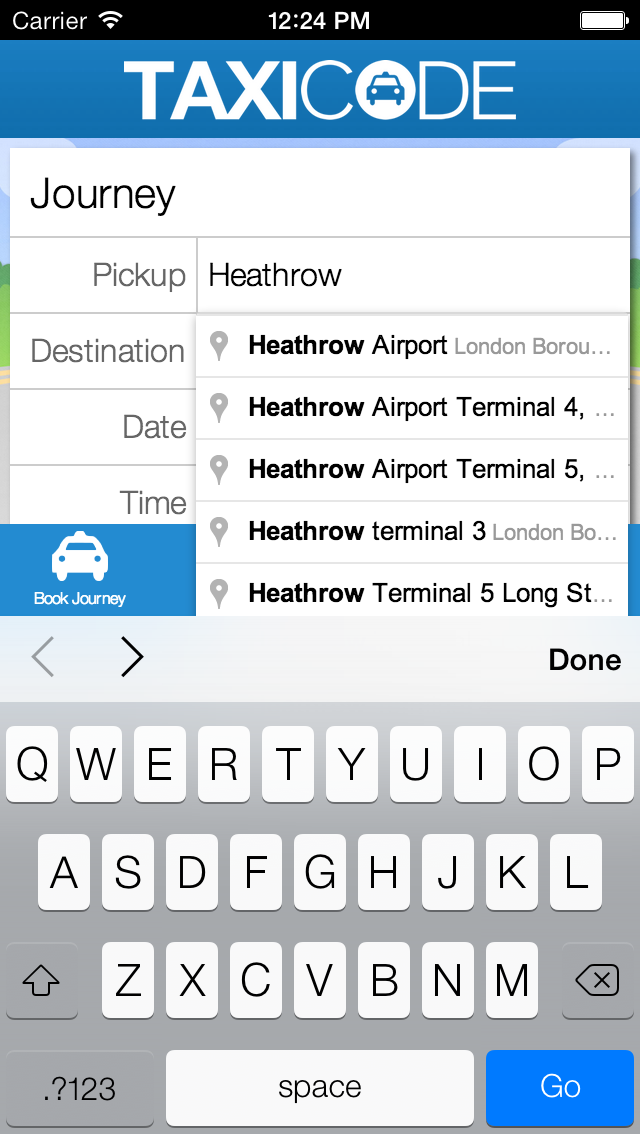 Carrier 12:24 PM
TAXICODE
Journey
Pickup Heathrow
Destination
Heathrow Airport London Borou...
Heathrow Airport Terminal 4, ...
Date
Heathrow Airport Terminal 5, ...
Time
Heathrow terminal 3 London Bo...
Heathrow Terminal 5 Long St...
Book Journey
Done
Q W E R T Y U I O P
A S D F G H J K L
Z X C V B N M
.?123 space Go